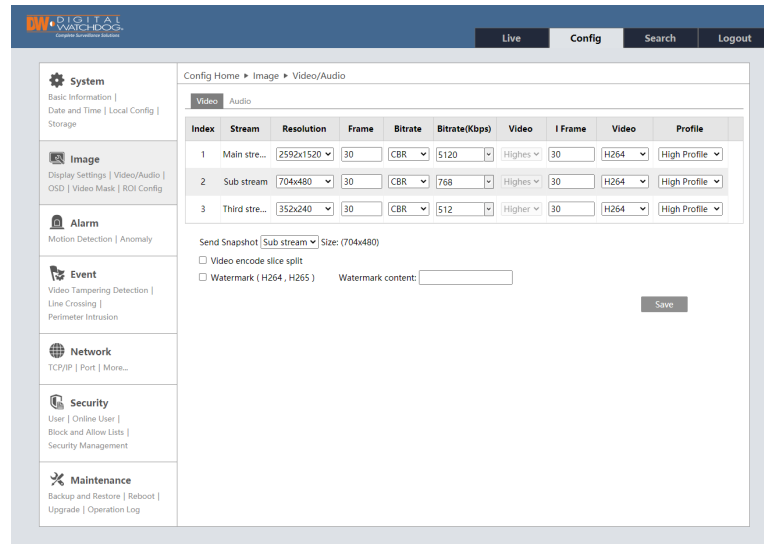 DW DIGITAL
WATCHDOG®
Complete Surveillance Solutions
Live Config Search Logout
System
Basic Information |
Date and Time | Local Config |
Storage
Image
Display Settings | Video/Audio |
OSD | Video Mask | ROI Config
Alarm
Motion Detection | Anomaly
Event
Video Tampering Detection |
Line Crossing |
Perimeter Intrusion
Network
TCP/IP | Port | More...
Security
User | Online User |
Block and Allow Lists |
Security Management
Maintenance
Backup and Restore | Reboot |
Upgrade | Operation Log
Config Home ▸ Image ▸ Video/Audio
Video Audio
Index Stream Resolution Frame Bitrate Bitrate(Kbps) Video I Frame Video Profile
1 Main stre... 2592x1520 30 CBR 5120 Highes 30 H264 High Profile
2 Sub stream 704x480 30 CBR 768 Highes 30 H264 High Profile
3 Third stre... 352x240 30 CBR 512 Higher 30 H264 High Profile
Send Snapshot Sub stream Size: (704x480)
Video encode slice split
Watermark ( H264 , H265 ) Watermark content:
Save